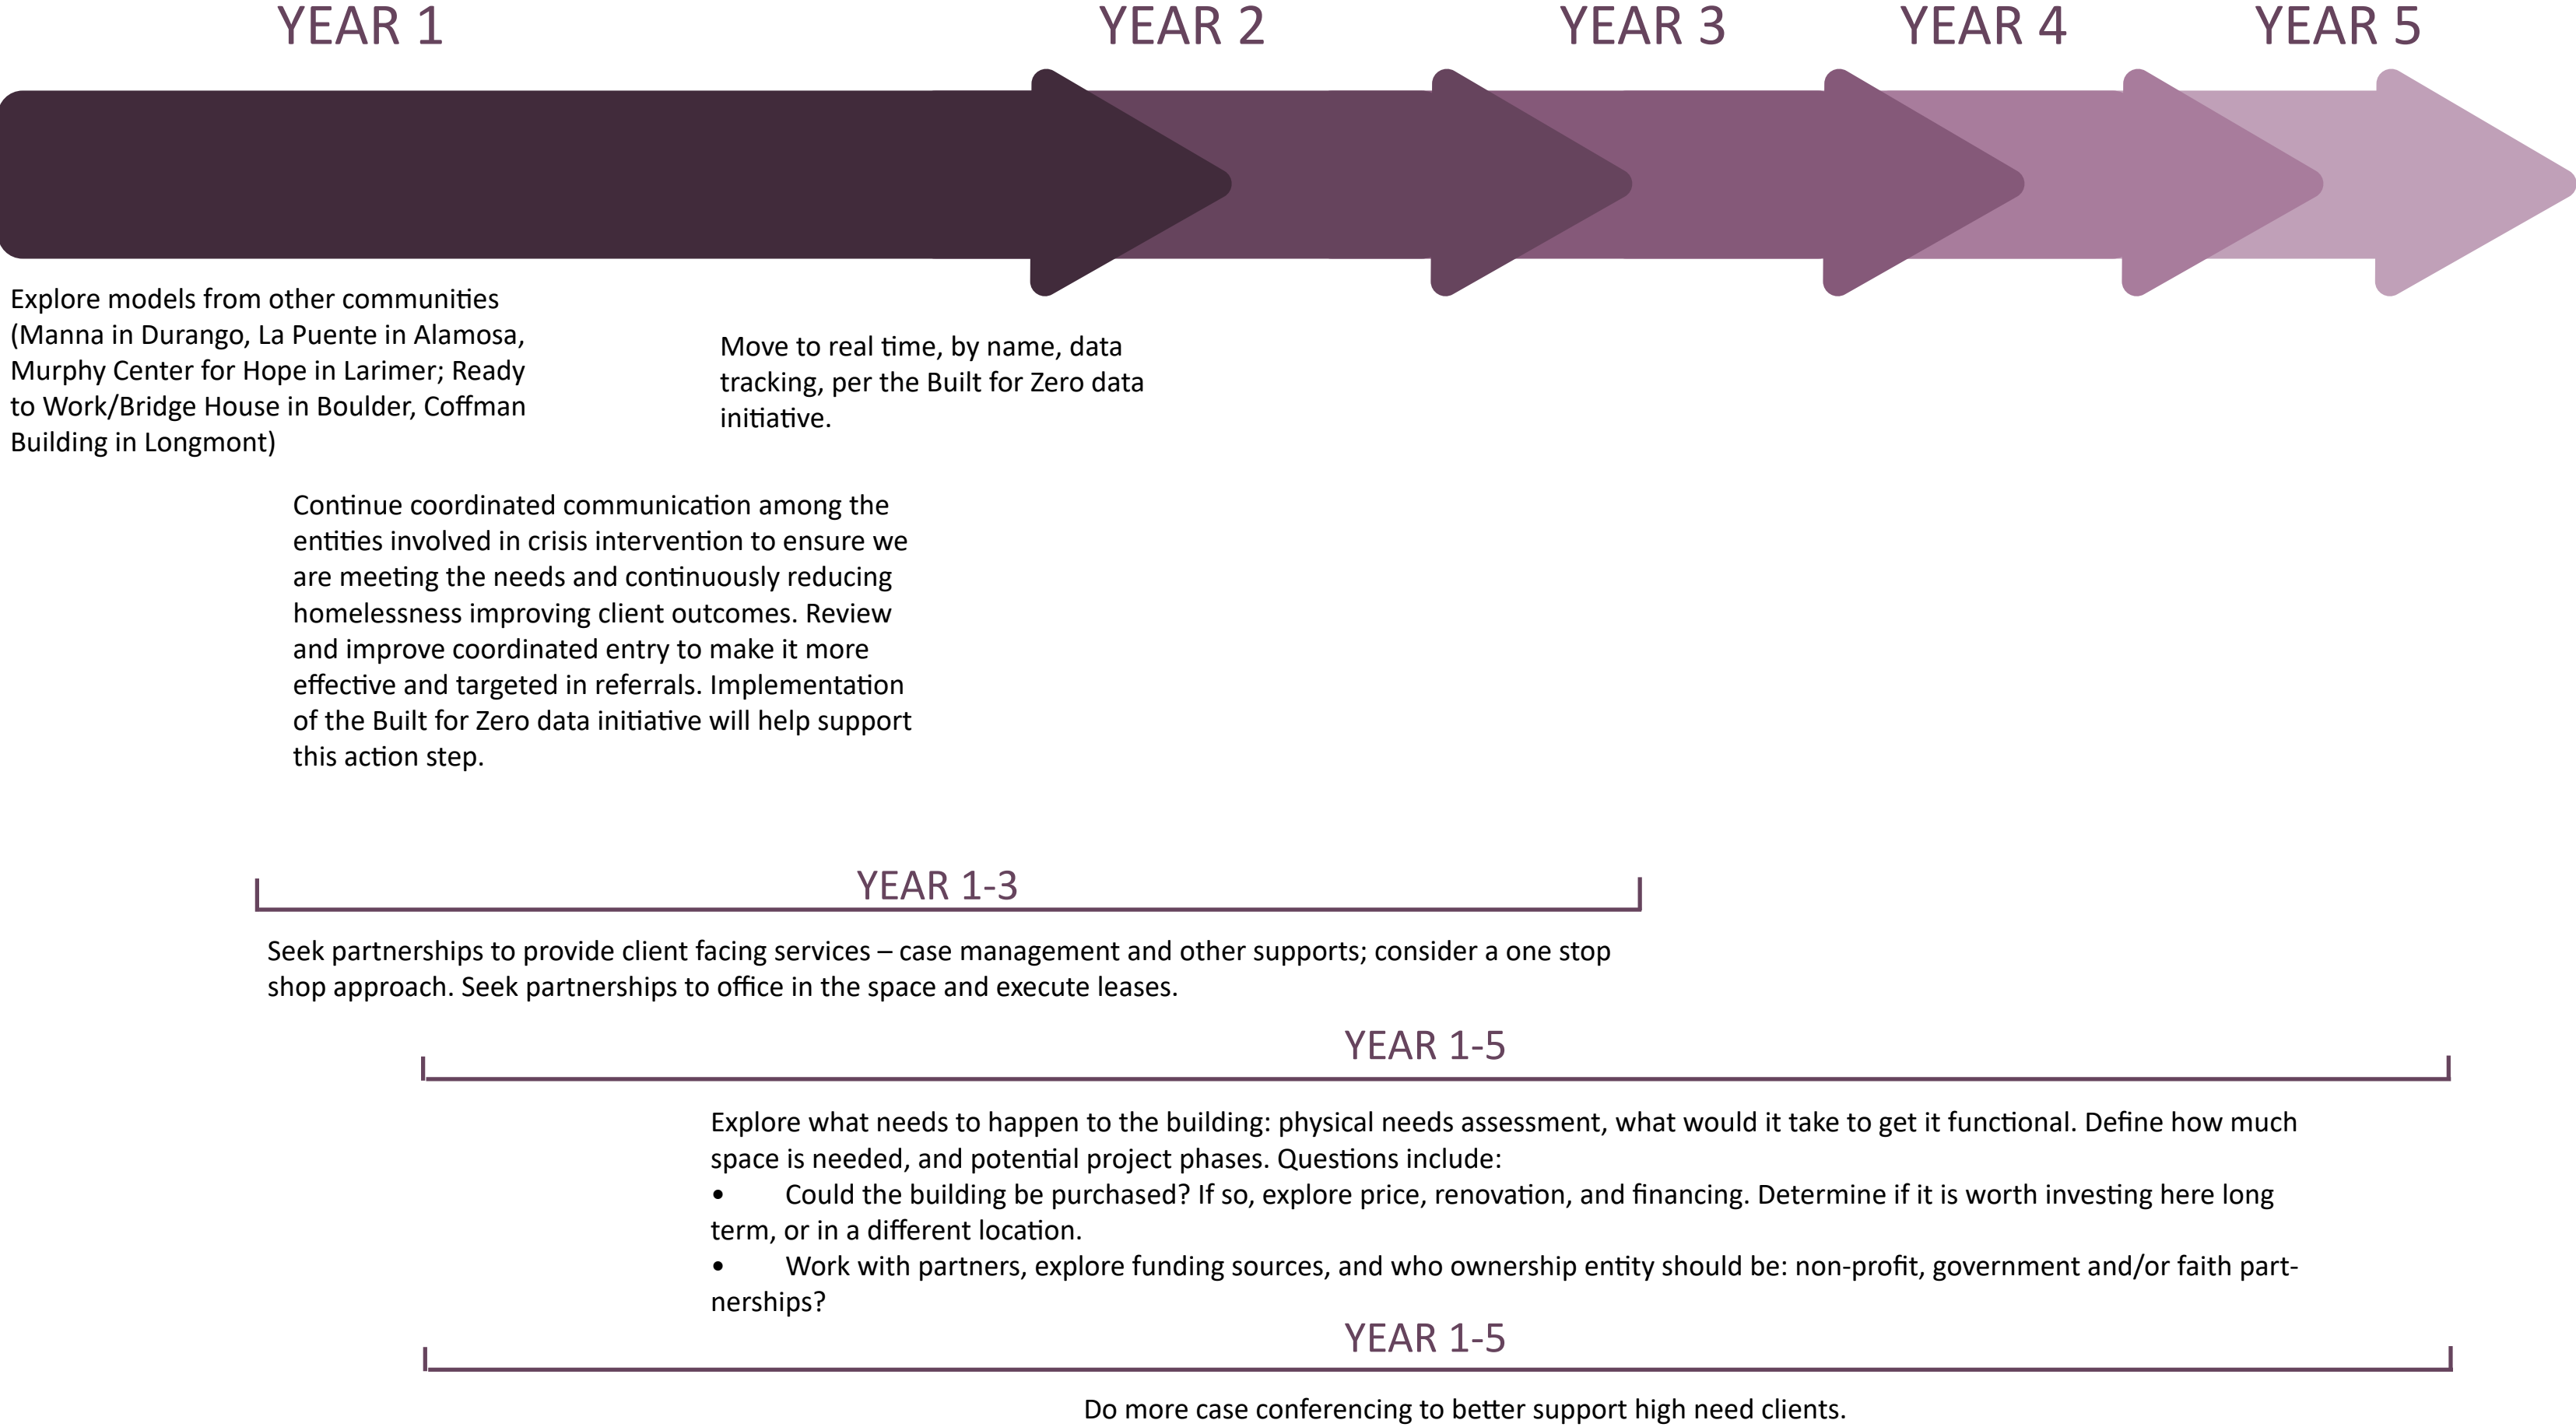 YEAR 1
YEAR 2
YEAR 3
YEAR 4
YEAR 5
Explore models from other communities
(Manna in Durango, La Puente in Alamosa,
Murphy Center for Hope in Larimer; Ready
to Work/Bridge House in Boulder, Coffman
Building in Longmont)
Move to real time, by name, data
tracking, per the Built for Zero data
initiative.
Continue coordinated communication among the
entities involved in crisis intervention to ensure we
are meeting the needs and continuously reducing
homelessness improving client outcomes. Review
and improve coordinated entry to make it more
effective and targeted in referrals. Implementation
of the Built for Zero data initiative will help support
this action step.
YEAR 1-3
Seek partnerships to provide client facing services – case management and other supports; consider a one stop
shop approach. Seek partnerships to office in the space and execute leases.
YEAR 1-5
Explore what needs to happen to the building: physical needs assessment, what would it take to get it functional. Define how much
space is needed, and potential project phases. Questions include:
• Could the building be purchased? If so, explore price, renovation, and financing. Determine if it is worth investing here long
term, or in a different location.
• Work with partners, explore funding sources, and who ownership entity should be: non-profit, government and/or faith part-
nerships?
YEAR 1-5
Do more case conferencing to better support high need clients.